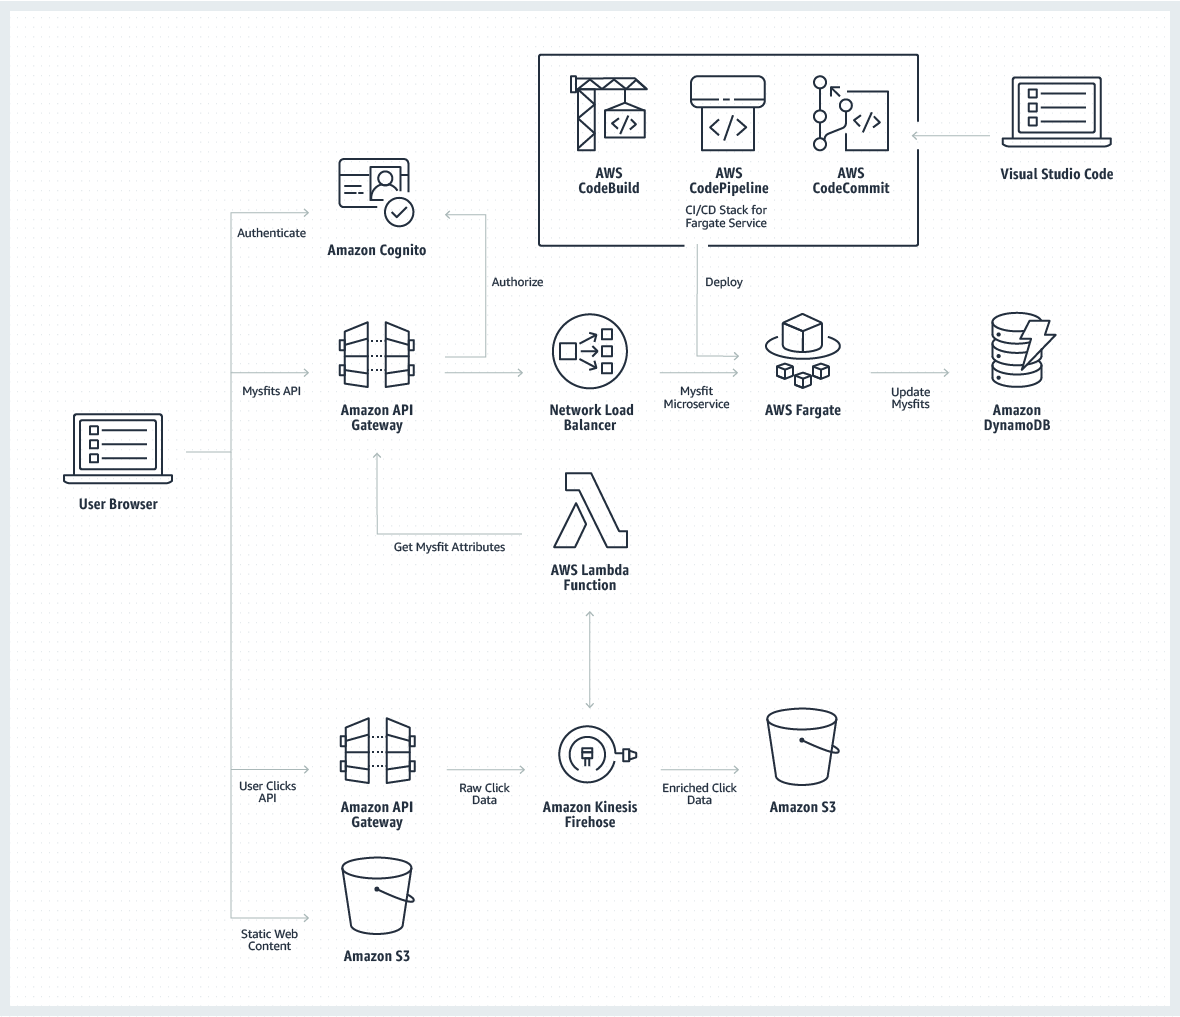 AWS
CodeBuild
AWS
CodePipeline
AWS
CodeCommit
CI/CD Stack for
Fargate Service
Visual Studio Code
Authenticate
Amazon Cognito
Authorize
Deploy
Mysfits API
Amazon API
Gateway
Network Load
Balancer
Mysfit
Microservice
AWS Fargate
Update
Mysfits
Amazon
DynamoDB
User Browser
Get Mysfit Attributes
AWS Lambda
Function
User Clicks
API
Amazon API
Gateway
Raw Click
Data
Amazon Kinesis
Firehose
Enriched Click
Data
Amazon S3
Static Web
Content
Amazon S3